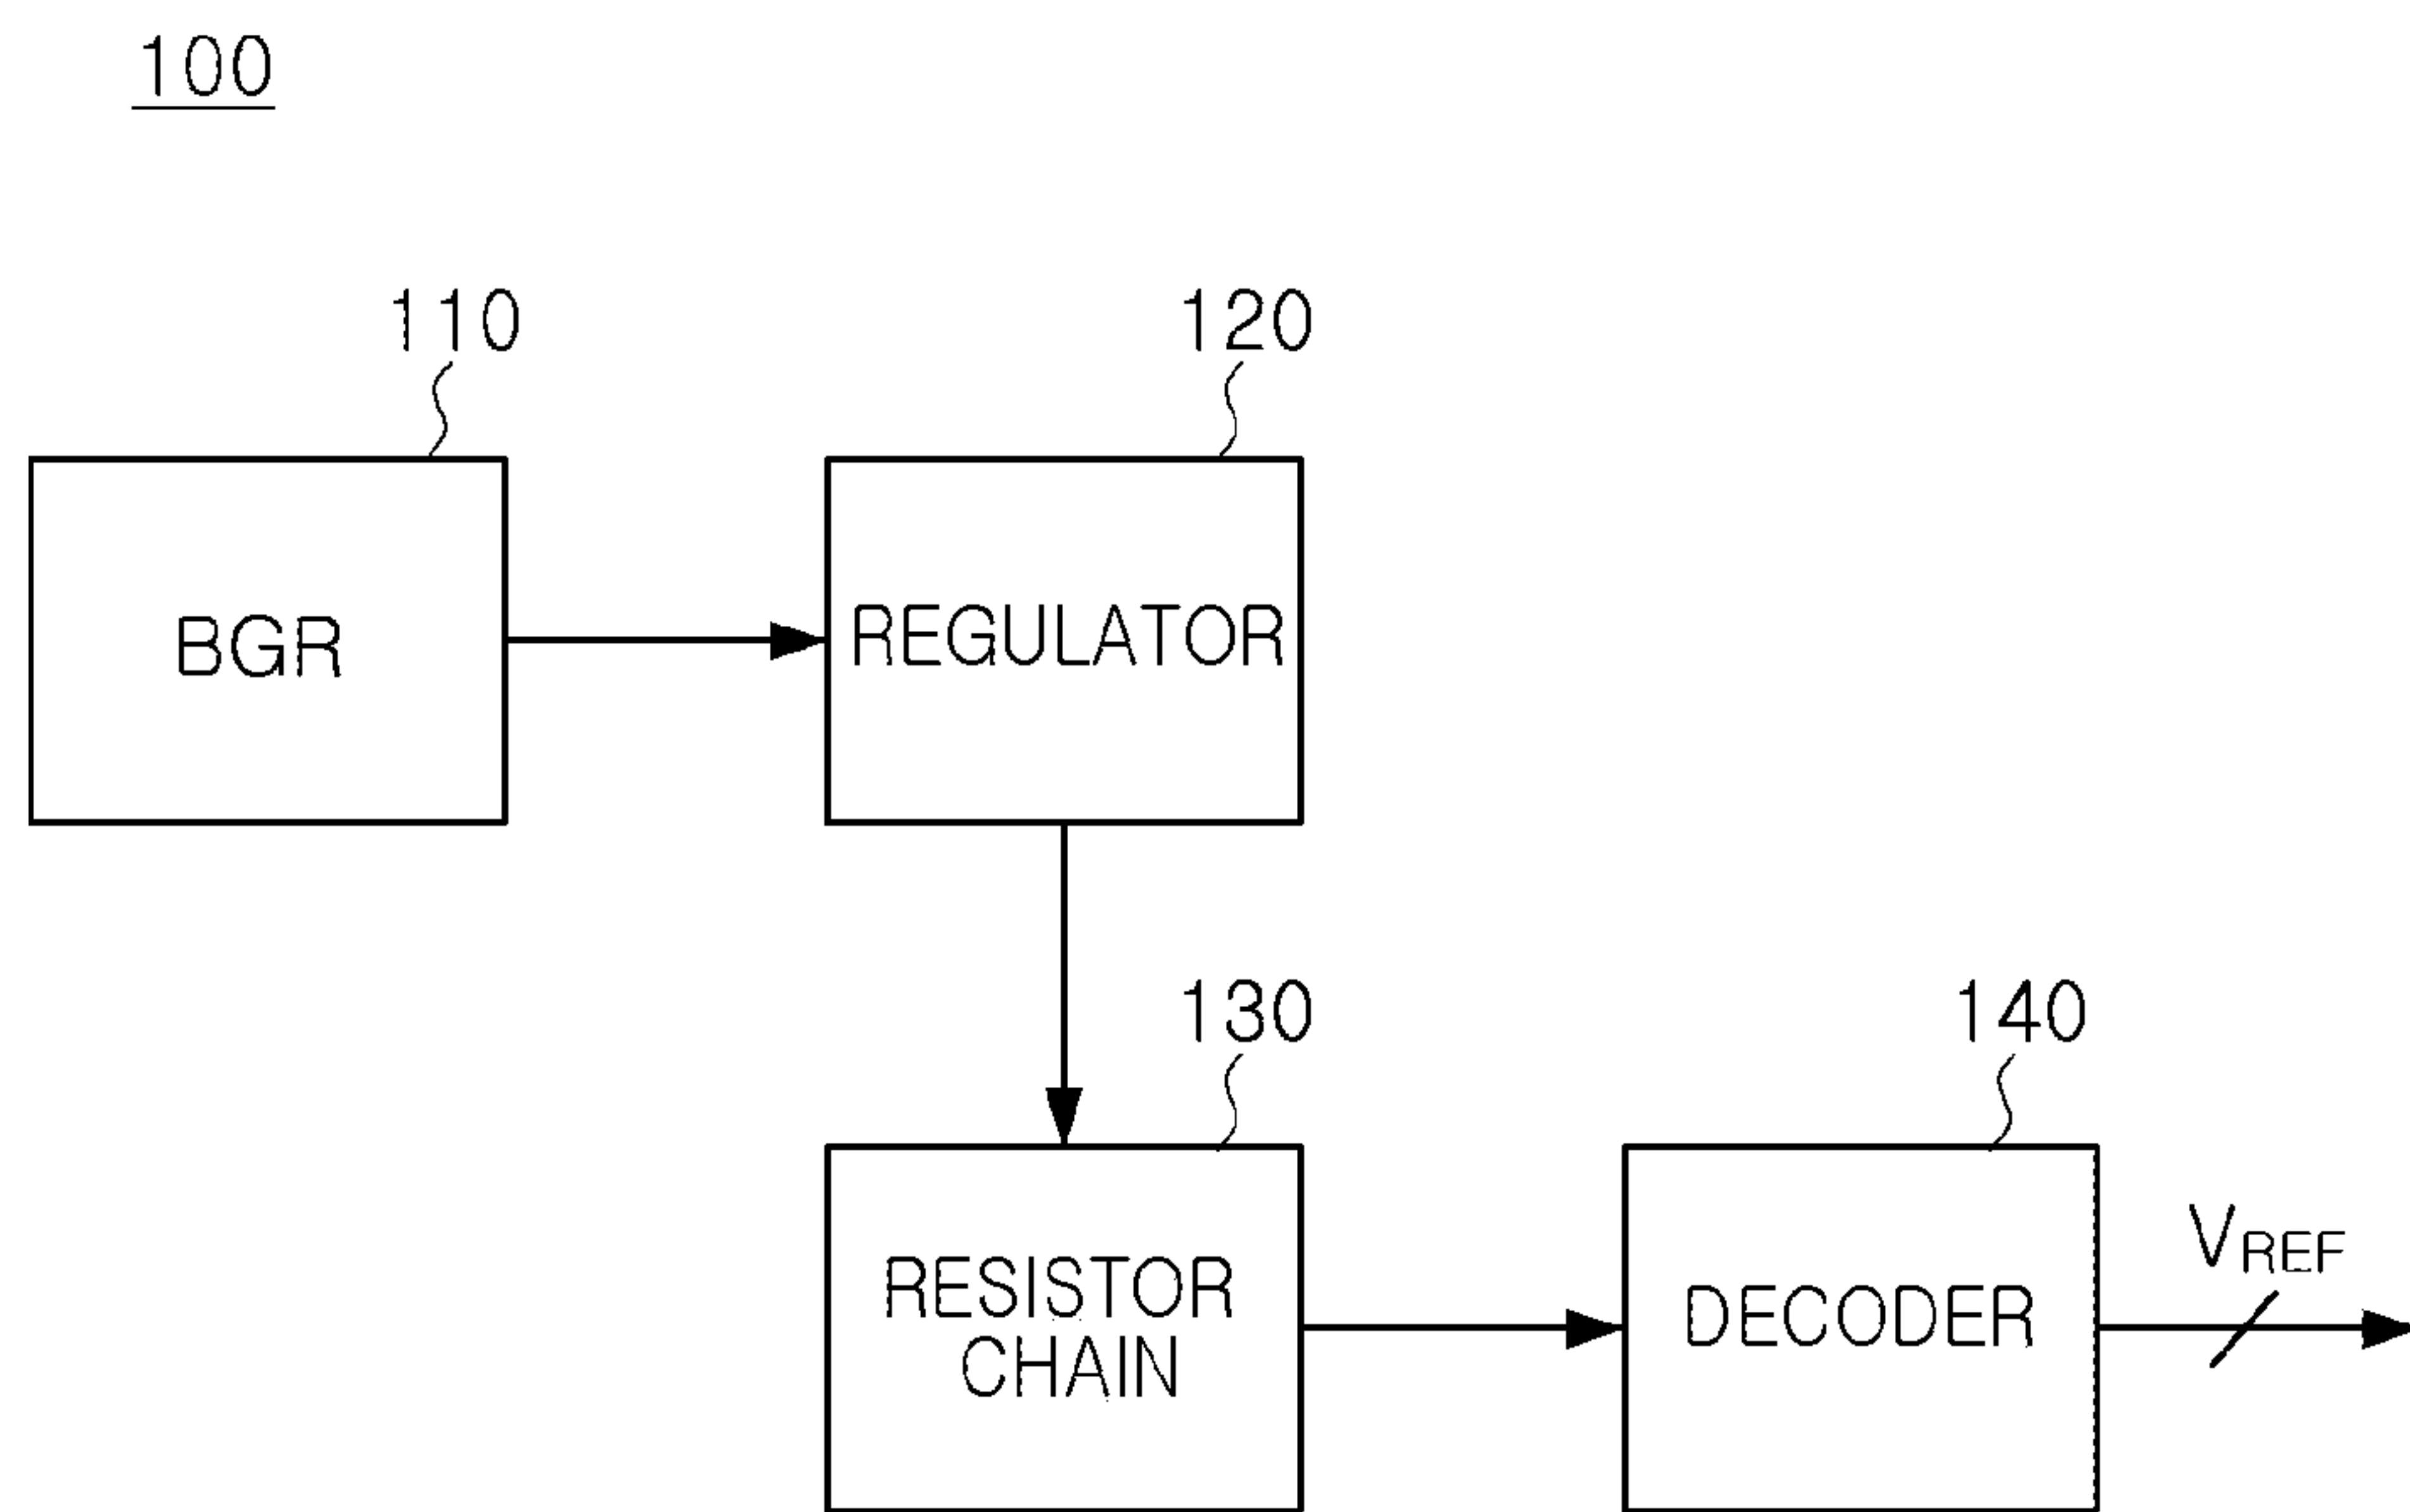 100
110
120
BGR
REGULATOR
130
140
RESISTOR
CHAIN
DECODER
VREF